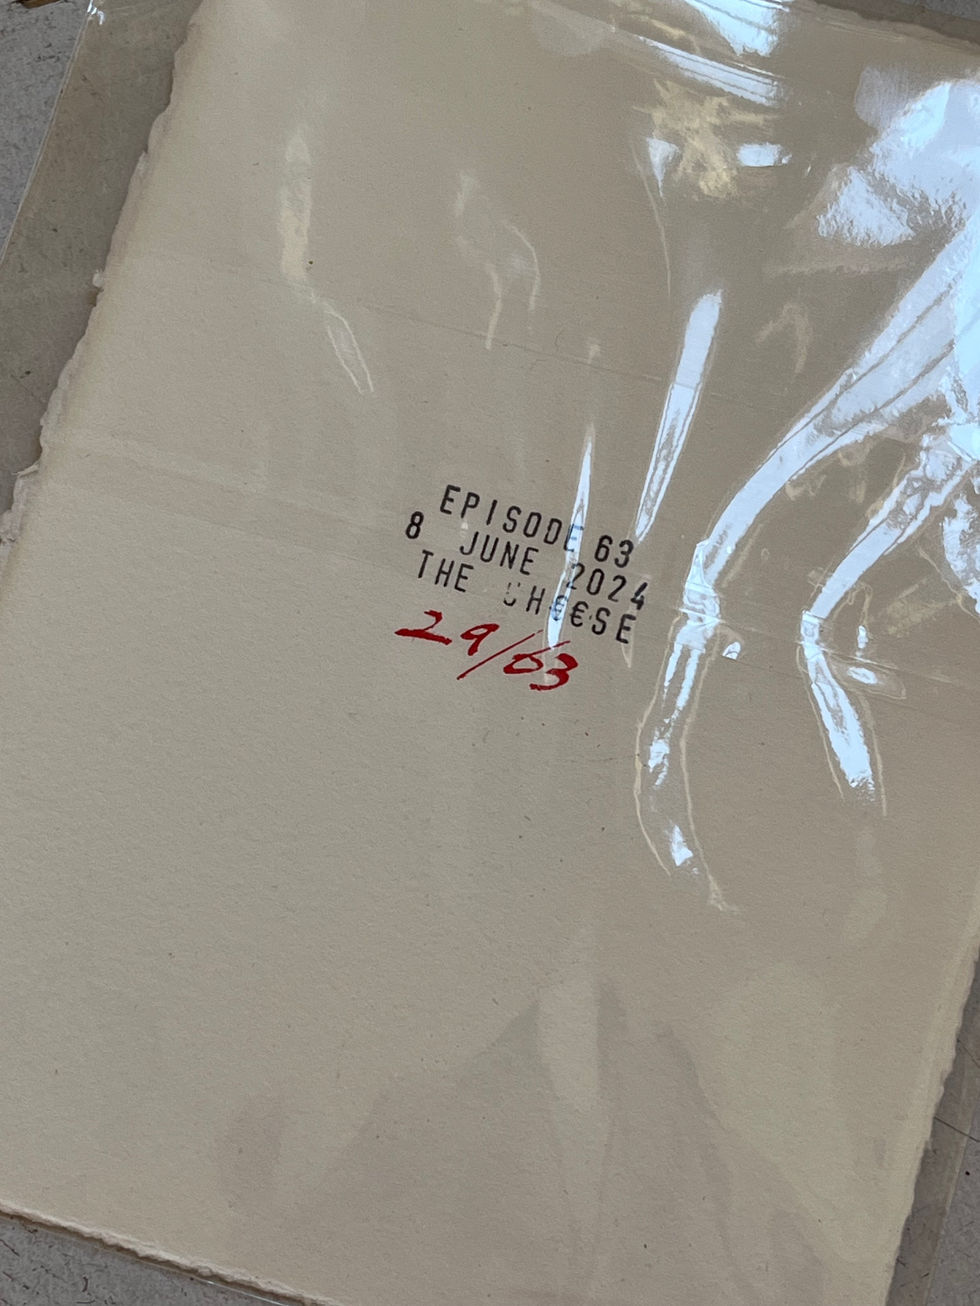 EPISODE 63
8 JUNE 2024
THE CH€€SE
29/63